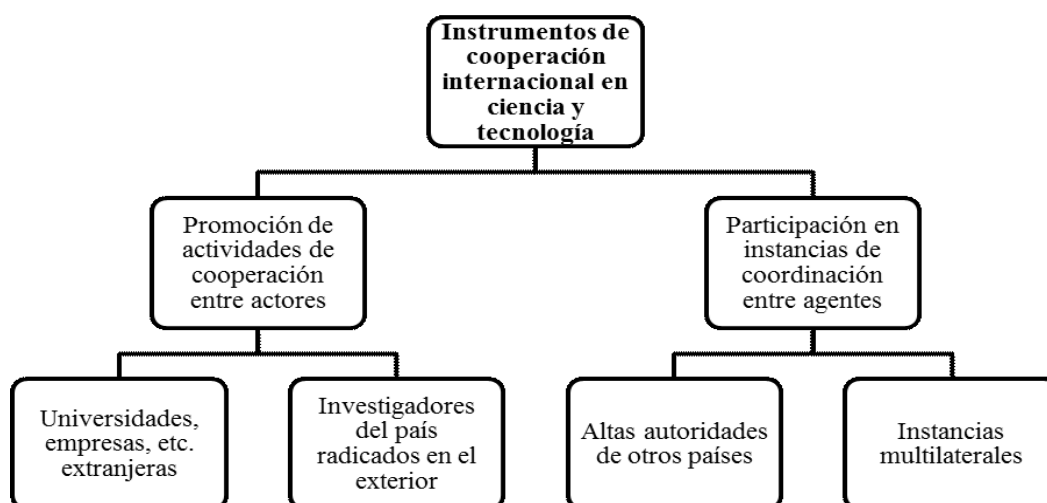 Instrumentos de
cooperación
internacional en
ciencia y
tecnología
Promoción de
actividades de
cooperación
entre actores
Participación en
instancias de
coordinación
entre agentes
Universidades,
empresas, etc.
extranjeras
Investigadores
del país
radicados en el
exterior
Altas autoridades
de otros países
Instancias
multilaterales